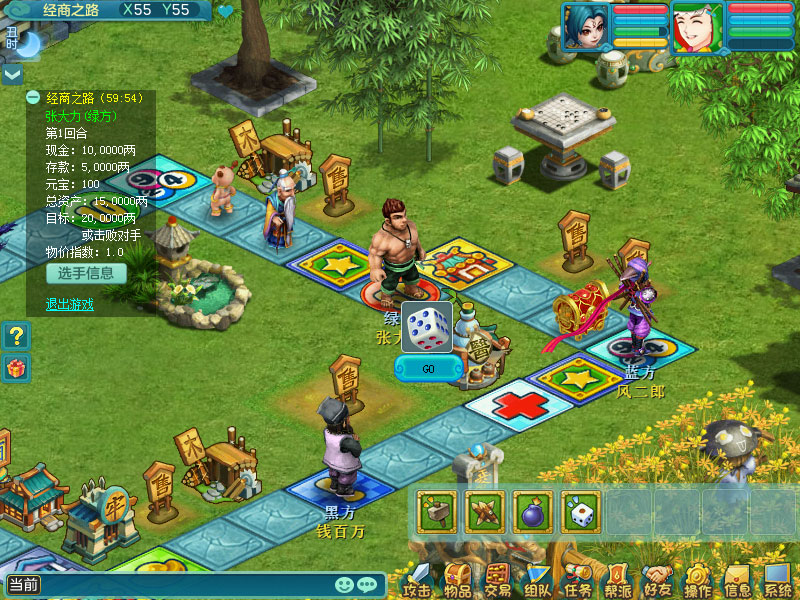 经商之路 X55 Y55
丑时
经商之路 (59:54)
张大力(绿方)
第1回合
现金: 10,0000两
存款: 5,0000两
元宝: 100
总资产: 15,0000两
目标: 20,0000两
或击败对手
物价指数: 1.0
选手信息
退出游戏
木
售
售
绿
张大
GO
醫
蓝方
风二郎
售
木
售
牢
黑方
钱百万
当前
攻击 物品 交易 组队 任务 帮派 好友 操作 信息 系统